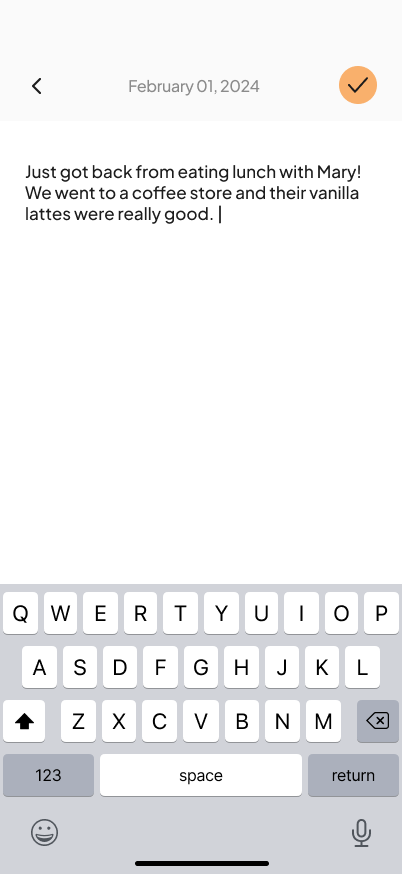 February 01, 2024
Just got back from eating lunch with Mary!
We went to a coffee store and their vanilla
lattes were really good.
Q W E R T Y U I O P
A S D F G H J K L
Z X C V B N M
123 space return